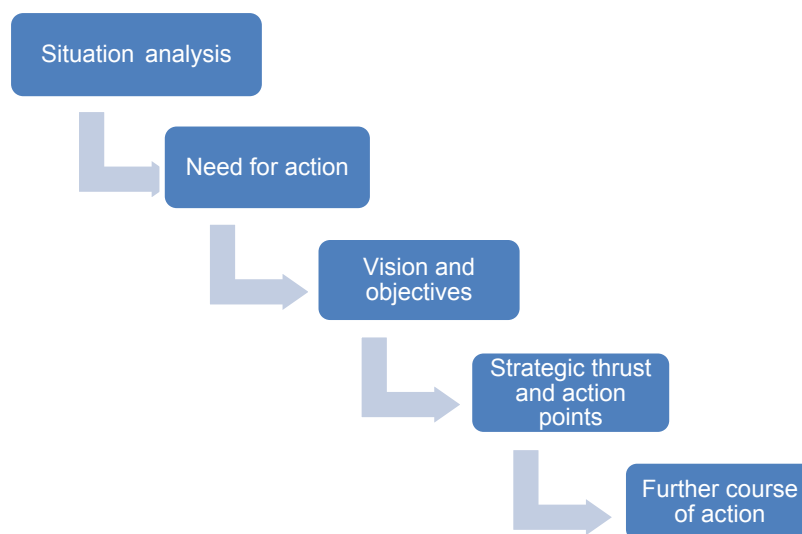 Situation analysis
Need for action
Vision and
objectives
Strategic thrust
and action
points
Further course
of action